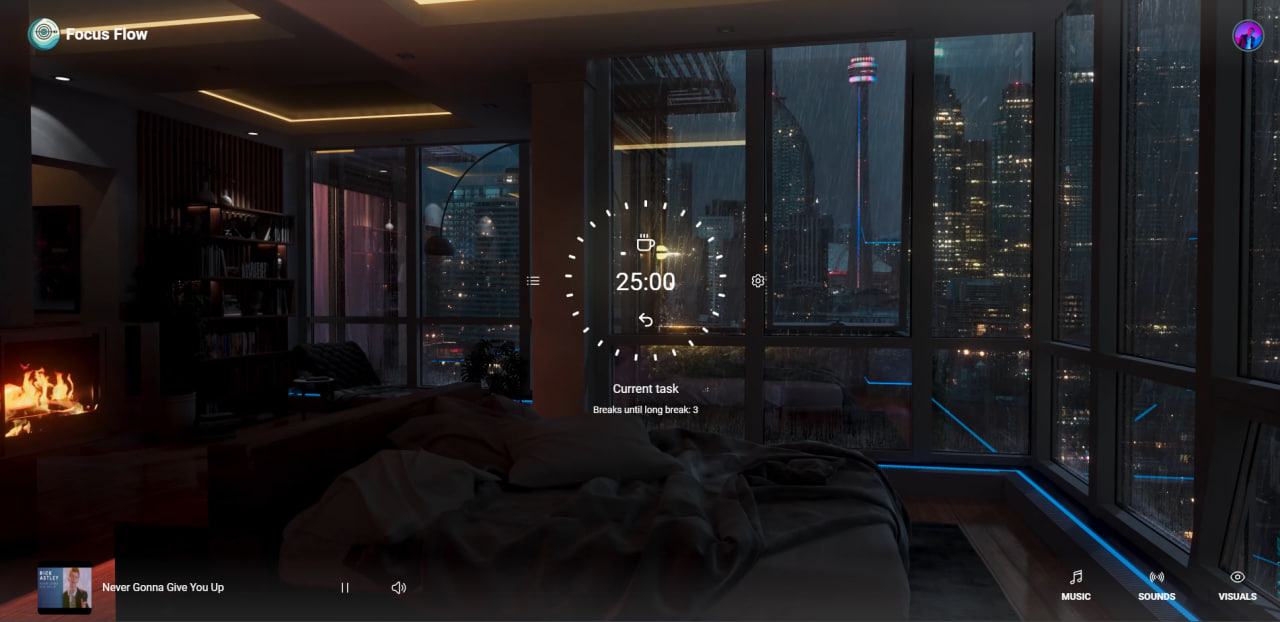 Focus Flow
25:00
Current task
Breaks until long break: 3
RICK
ASTLEY
Never Gonna Give You Up
MUSIC
SOUNDS
VISUALS